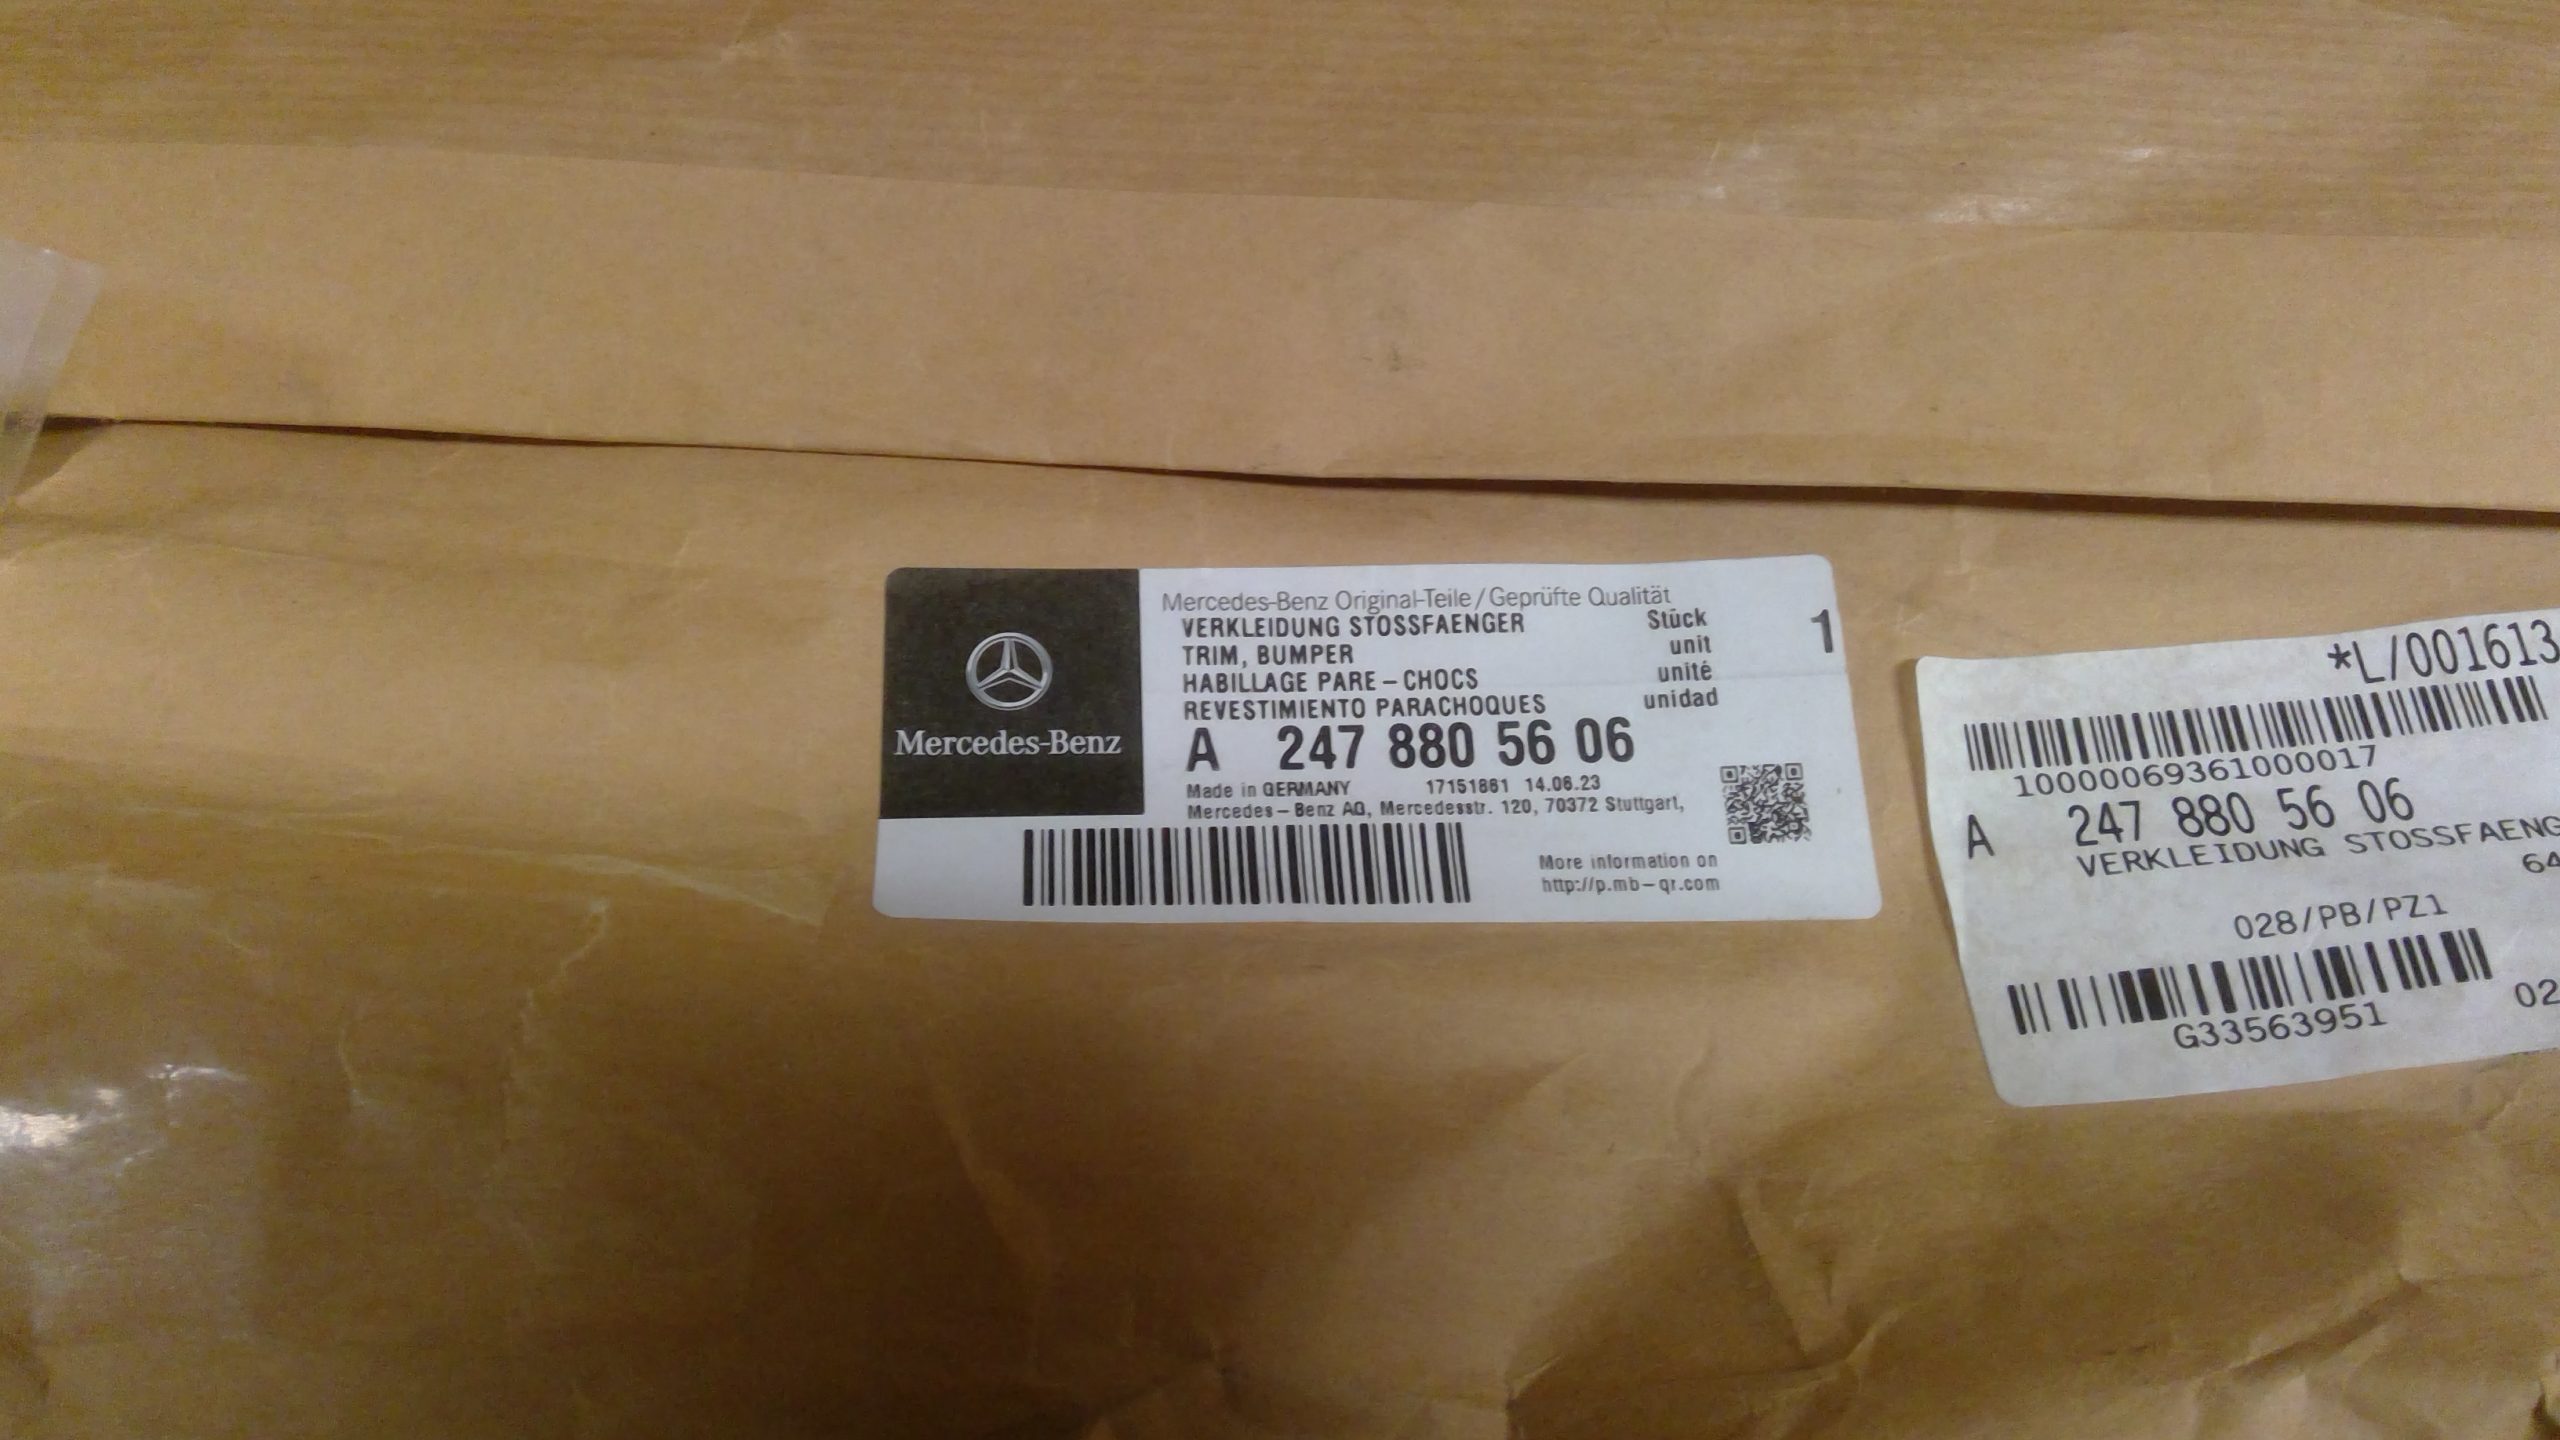 Mercedes-Benz
Mercedes-Benz Original-Teile/Geprüfte Qualität
VERKLEIDUNG STOSSFAENGER Stück 1
TRIM, BUMPER unit
HABILLAGE PARE-CHOCS unité
REVESTIMIENTO PARACHOQUES unidad
A 247 880 56 06
Made in GERMANY 17151861 14.06.23
Mercedes-Benz AG, Mercedesstr. 120, 70372 Stuttgart,
More information on
http://p.mb-qr.com
*L/001613
10000069361000017
A 247 880 56 06
VERKLEIDUNG STOSSFAENG
64
028/PB/PZ1
02
G33563951